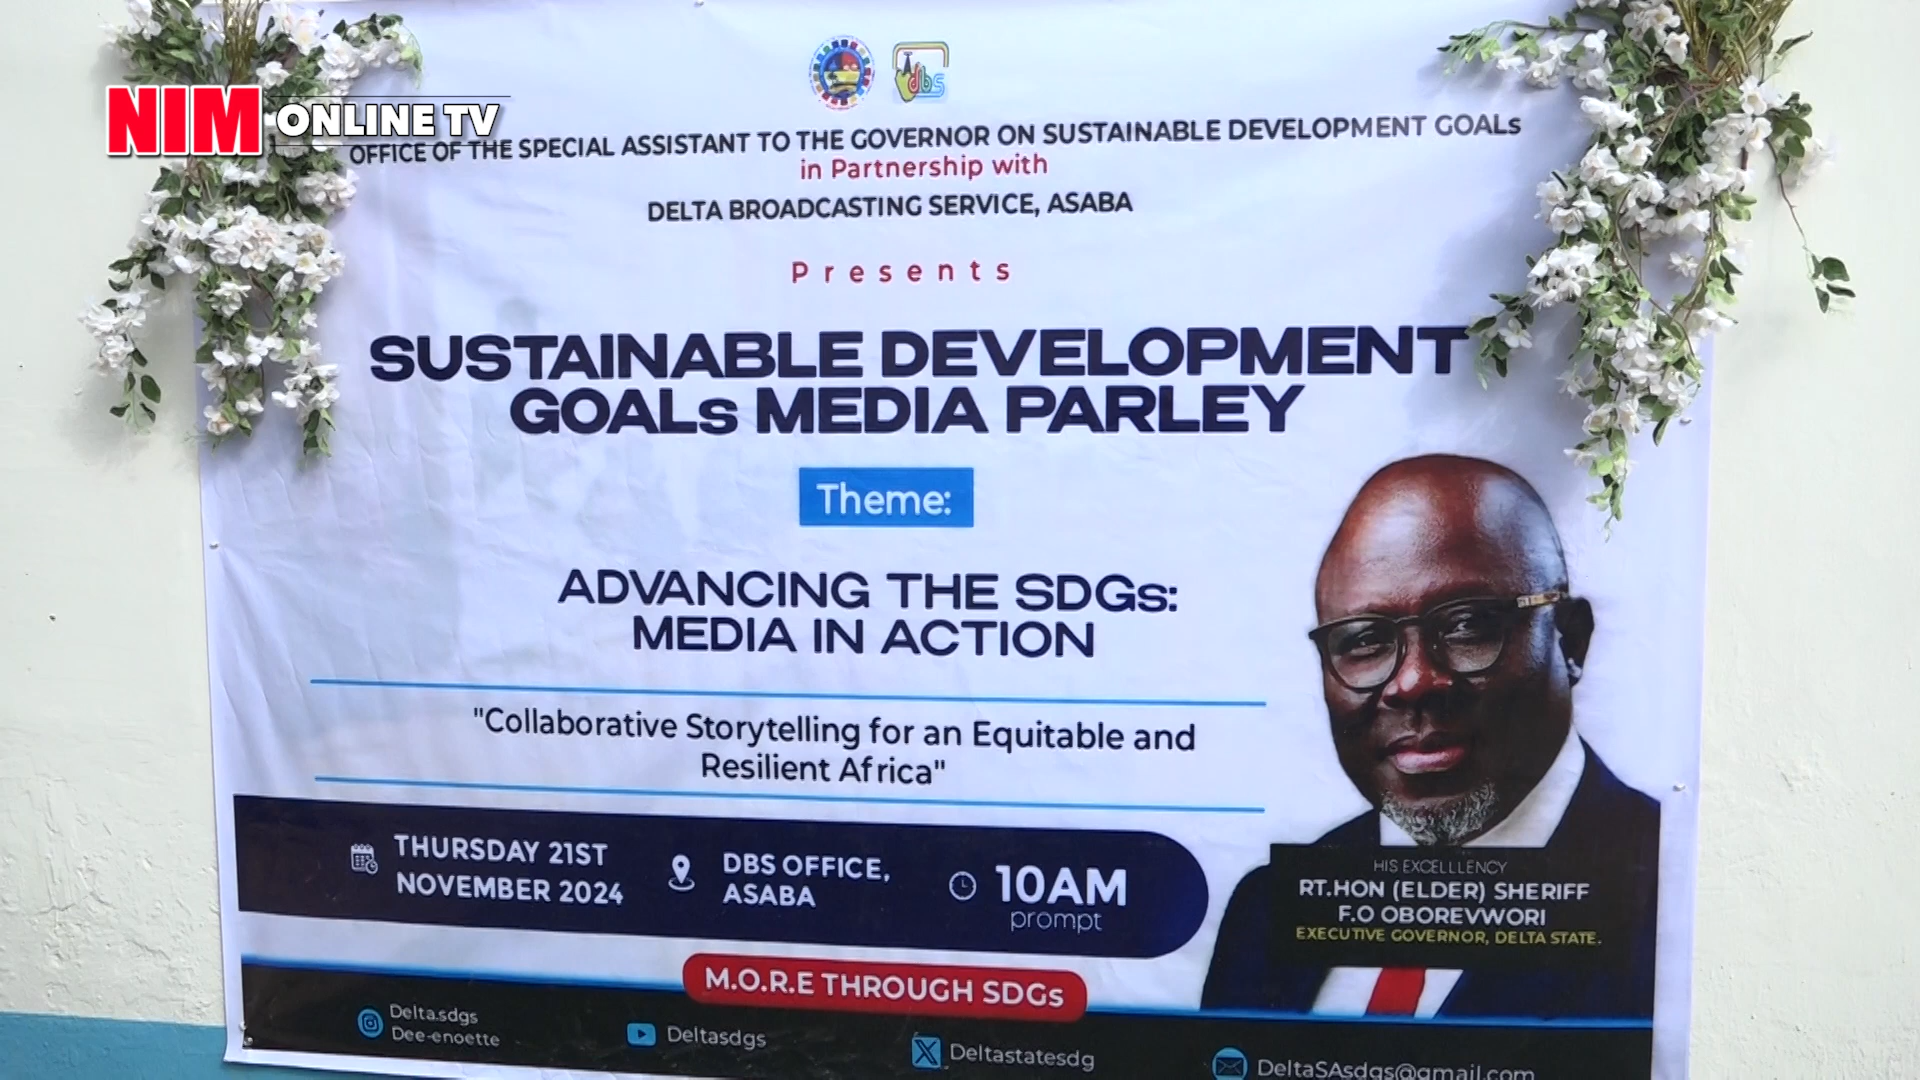 NIM ONLINE TV
dbs
OFFICE OF THE SPECIAL ASSISTANT TO THE GOVERNOR ON SUSTAINABLE DEVELOPMENT GOALs
in Partnership with
DELTA BROADCASTING SERVICE, ASABA
Presents
SUSTAINABLE DEVELOPMENT
GOALs MEDIA PARLEY
Theme:
ADVANCING THE SDGs:
MEDIA IN ACTION
"Collaborative Storytelling for an Equitable and
Resilient Africa"
THURSDAY 21ST
NOVEMBER 2024
DBS OFFICE,
ASABA
10AM
prompt
HIS EXCELLLENCY
RT.HON (ELDER) SHERIFF
F.O OBOREVWORI
EXECUTIVE GOVERNOR, DELTA STATE.
M.O.R.E THROUGH SDGs
Delta.sdgs
Dee-enoette
Deltasdgs
Deltastatesdg
DeltaSAsdgs@gmail.com